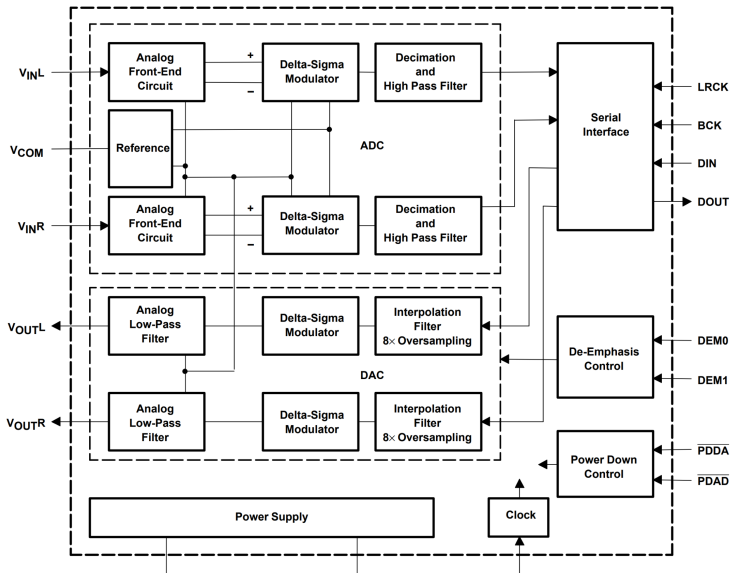 Analog
Front-End
Circuit
+
−
Delta-Sigma
Modulator
Decimation
and
High Pass Filter
Serial
Interface
VINL
LRCK
BCK
DIN
DOUT
VCOM
Reference
ADC
VINR
Analog
Front-End
Circuit
+
−
Delta-Sigma
Modulator
Decimation
and
High Pass Filter
VOUTL
Analog
Low-Pass
Filter
Delta-Sigma
Modulator
Interpolation
Filter
8× Oversampling
DAC
De-Emphasis
Control
DEM0
DEM1
VOUTR
Analog
Low-Pass
Filter
Delta-Sigma
Modulator
Interpolation
Filter
8× Oversampling
Power Down
Control
PDDA
PDAD
Power Supply
Clock